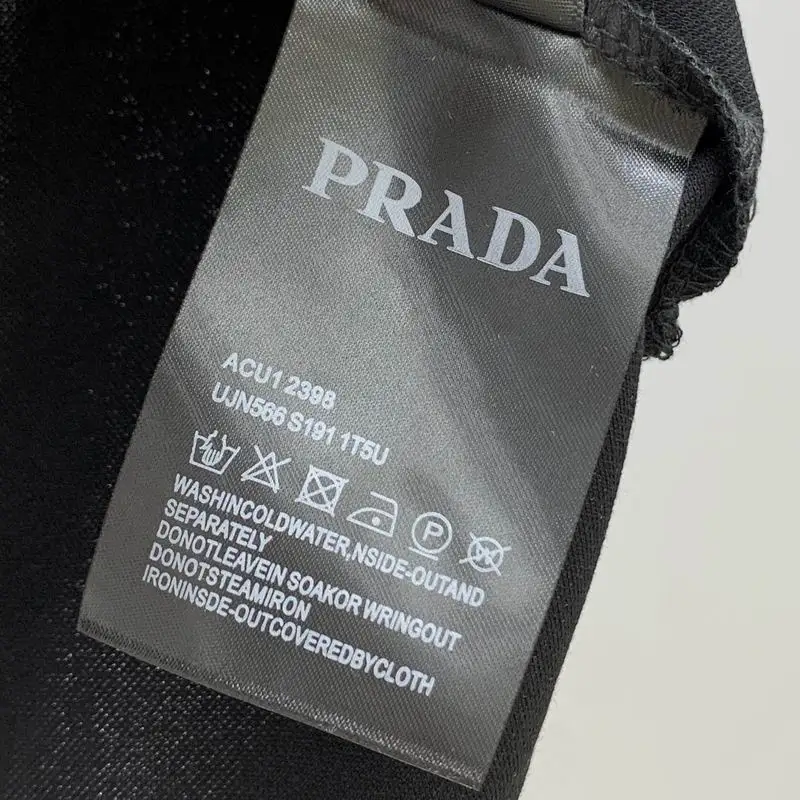 PRADA
ACU1 2398
UJN566 S191 1T5U
P
WASHINCOLDWATER,NSIDE-OUTAND
SEPARATELY
DONOTLEAVEIN SOAKOR WRINGOUT
DONOTSTEAMIRON
IRONINSDE-OUTCOVEREDBYCLOTH